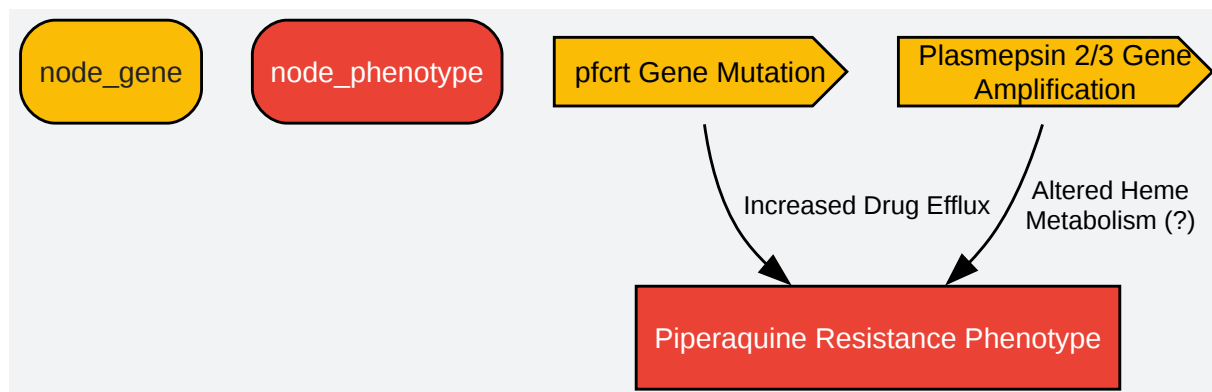 node_gene
node_phenotype
pfcrt Gene Mutation
Plasmepsin 2/3 Gene
Amplification
Increased Drug Efflux
Altered Heme
Metabolism (?)
Piperaquine Resistance Phenotype